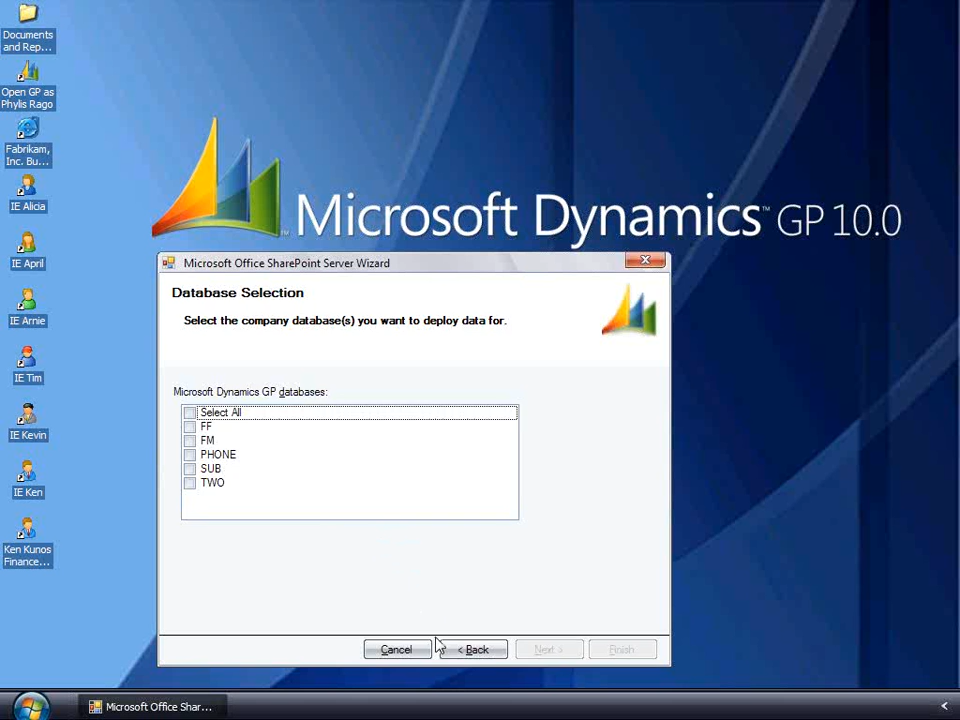 Documents
and Rep...
Open GP as
Phylis Rago
Fabrikam,
Inc. Bu...
IE Alicia
IE April
IE Arnie
IE Tim
IE Kevin
IE Ken
Ken Kunos
Finance...
Microsoft Dynamics™ GP 10.0
Microsoft Office SharePoint Server Wizard
Database Selection
Select the company database(s) you want to deploy data for.
Microsoft Dynamics GP databases:
Select All
FF
FM
PHONE
SUB
TWO
Cancel
< Back
Next >
Finish
Microsoft Office Shar...